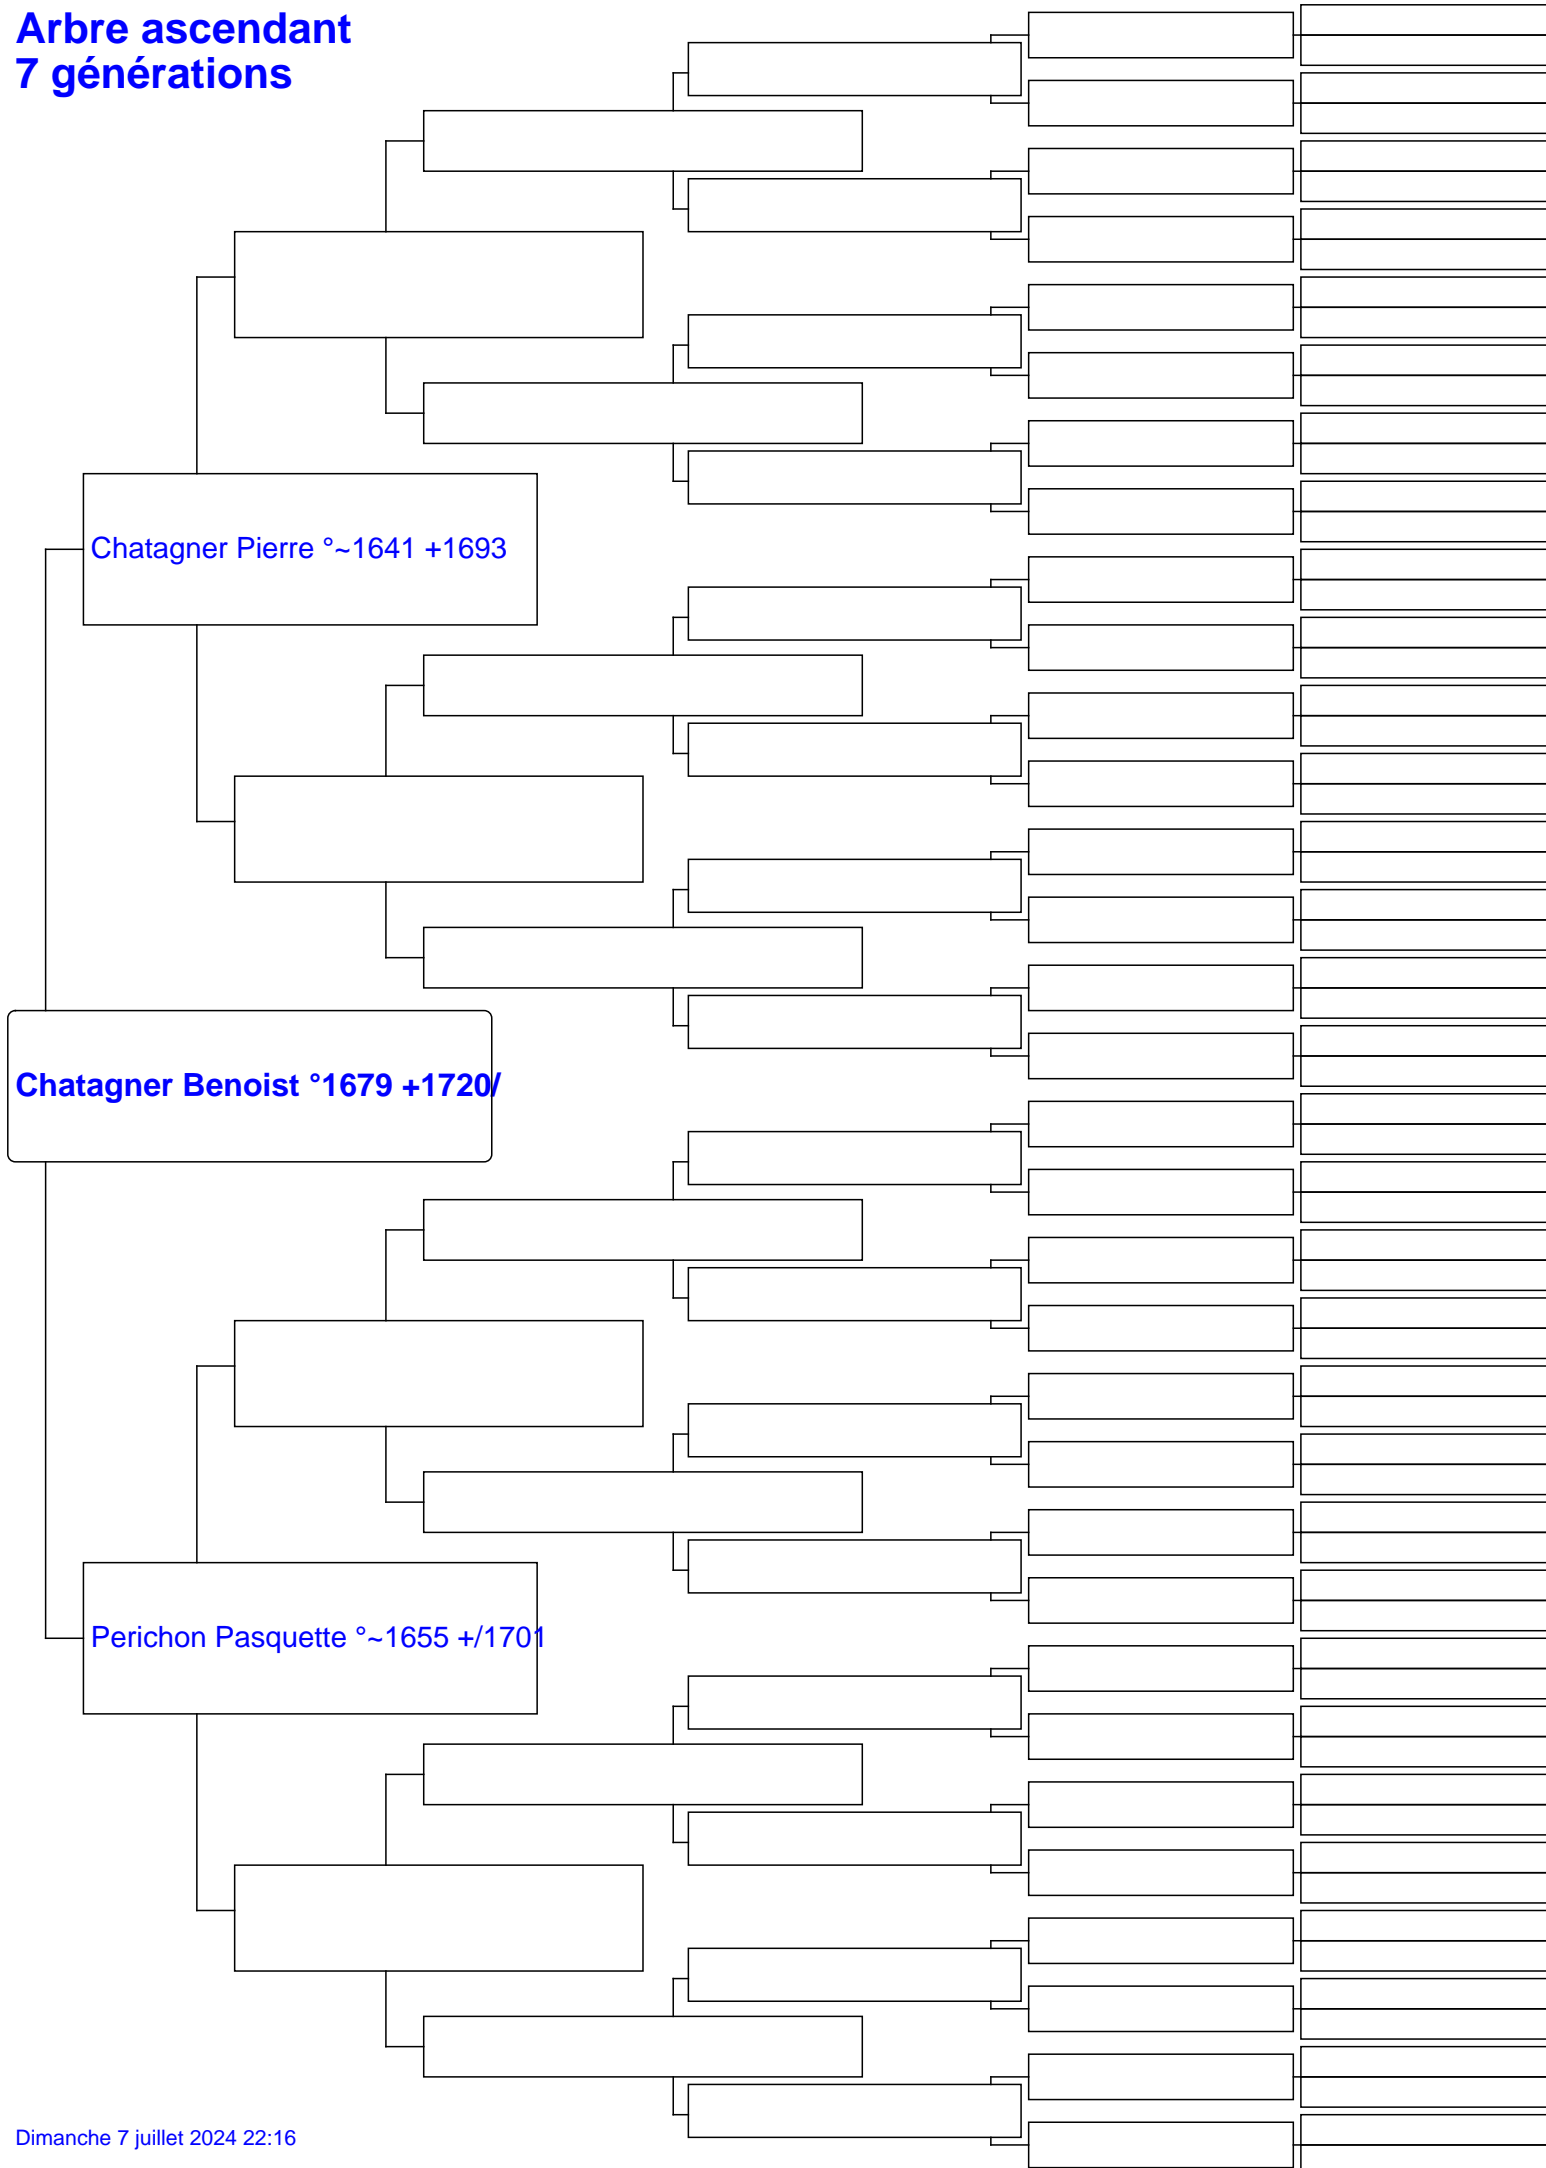 Arbre ascendant
7 générations
Chatagner Pierre °~1641 +1693
Chatagner Benoist °1679 +1720/
Perichon Pasquette °~1655 +/1701
Dimanche 7 juillet 2024 22:16